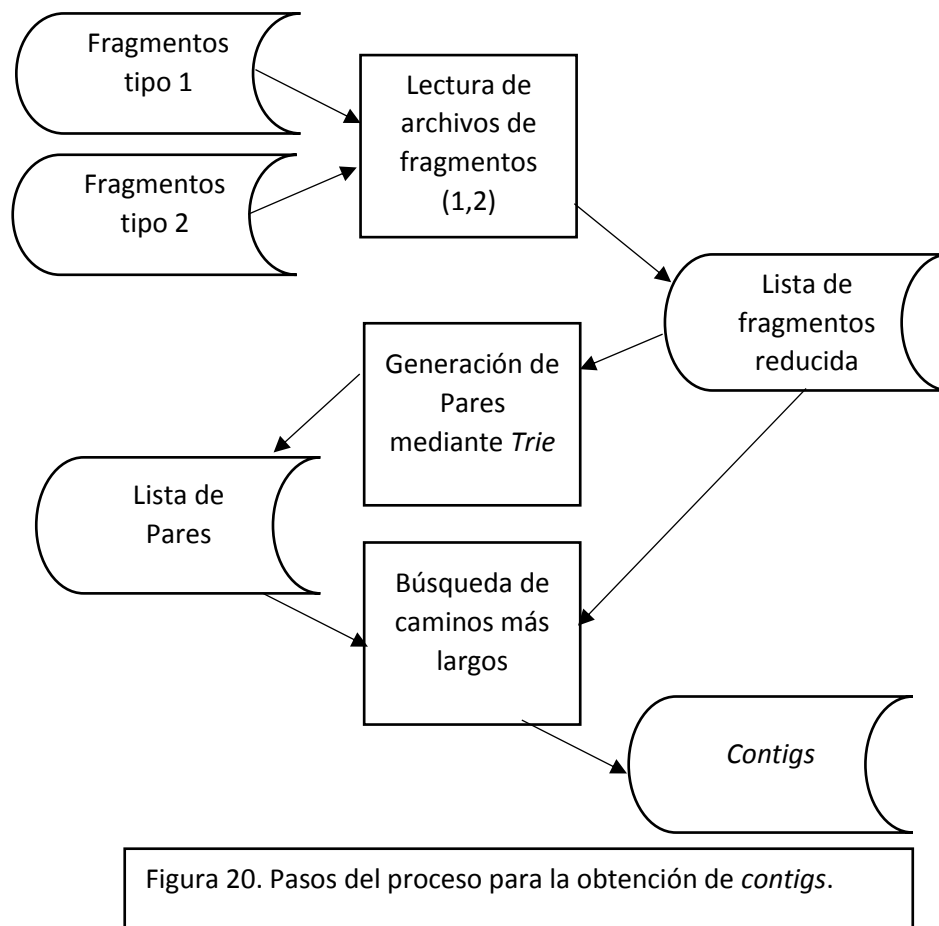 Fragmentos
tipo 1
Lectura de
archivos de
fragmentos
(1,2)
Fragmentos
tipo 2
Lista de
fragmentos
reducida
Generación de
Pares
mediante Trie
Lista de
Pares
Búsqueda de
caminos más
largos
Contigs
Figura 20. Pasos del proceso para la obtención de contigs.